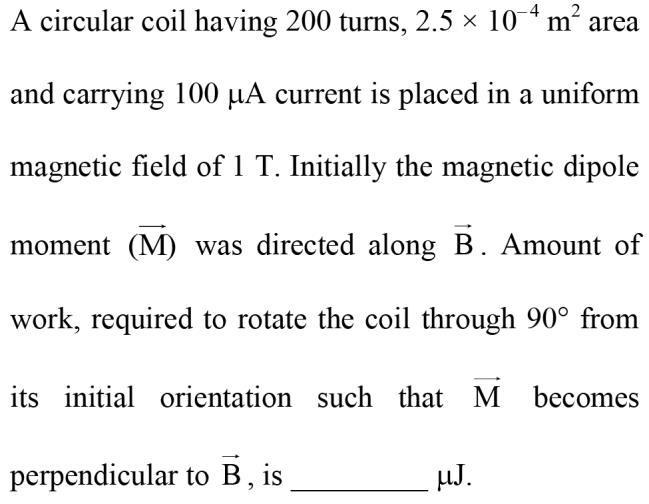 A circular coil having 200 turns, 2.5 × 10⁻⁴ m² area
and carrying 100 μA current is placed in a uniform
magnetic field of 1 T. Initially the magnetic dipole
moment (M⃗) was directed along B⃗. Amount of
work, required to rotate the coil through 90° from
its initial orientation such that M⃗ becomes
perpendicular to B⃗, is __________ μJ.